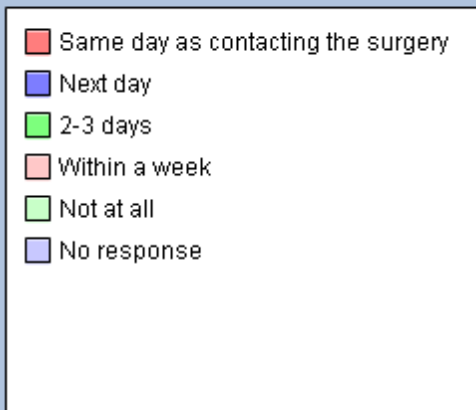 Same day as contacting the surgery
Next day
2-3 days
Within a week
Not at all
No response